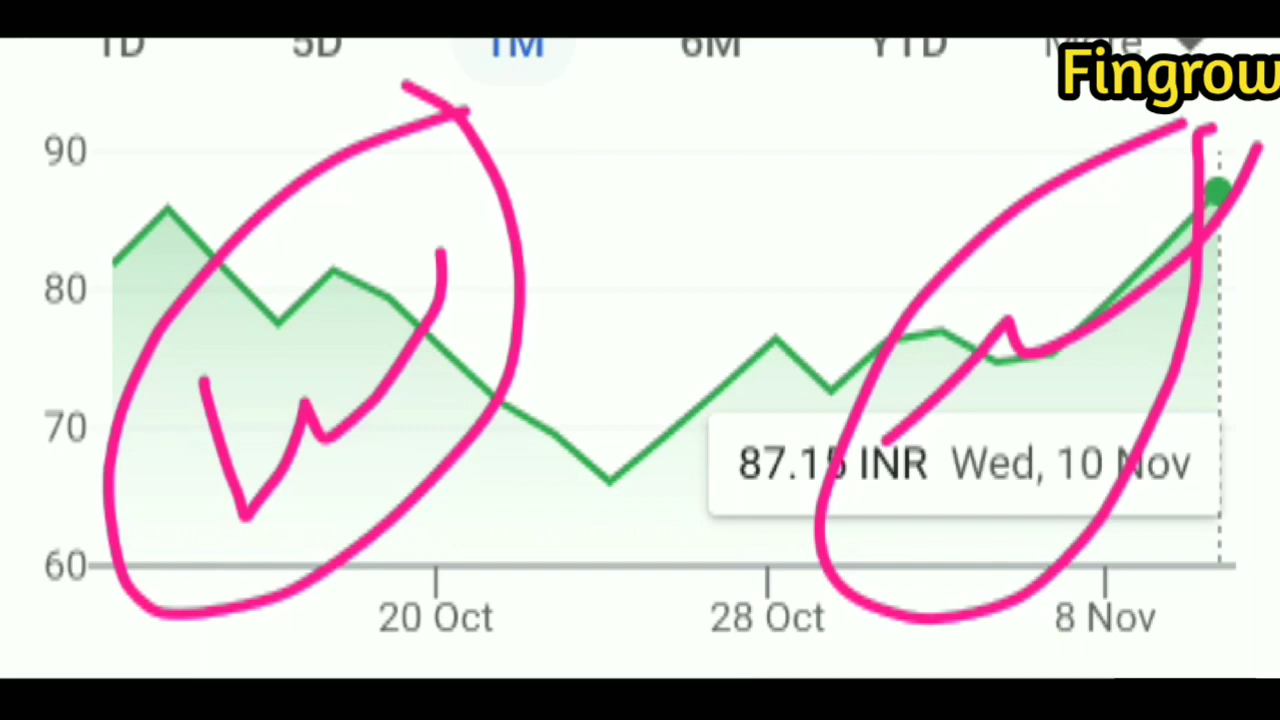 1D 5D 1M 6M YTD More
Fingrow
90
80
70
87.15 INR Wed, 10 Nov
60
20 Oct 28 Oct 8 Nov